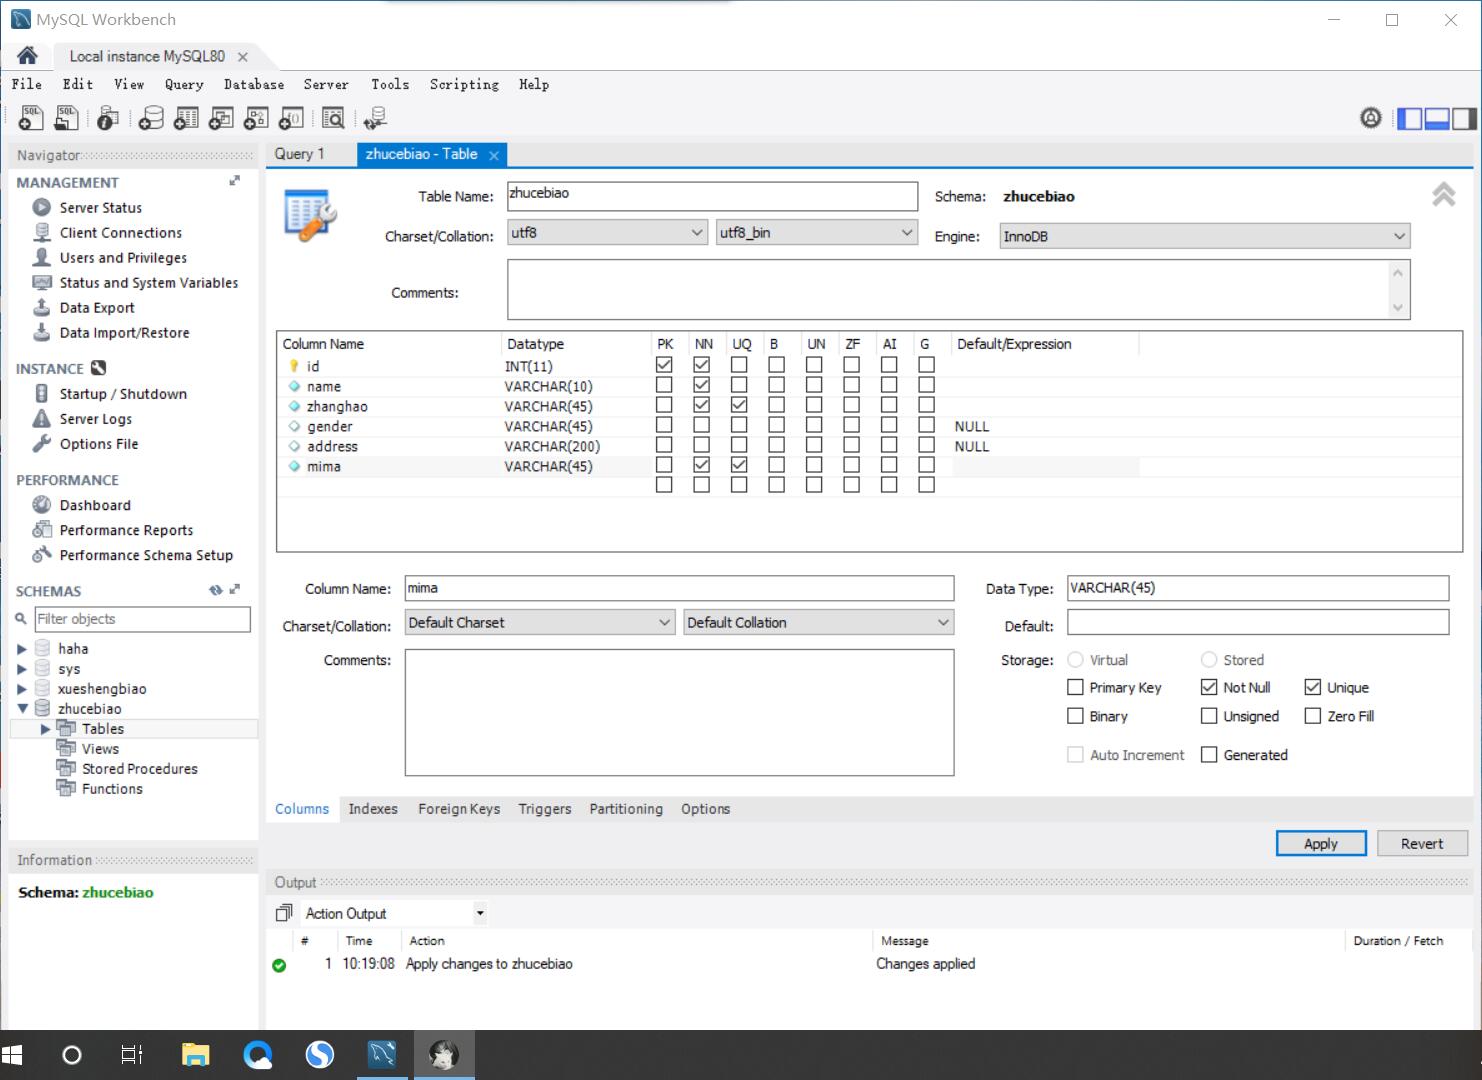 MySQL Workbench
Local instance MySQL80
File Edit View Query Database Server Tools Scripting Help
Navigator
MANAGEMENT
Server Status
Client Connections
Users and Privileges
Status and System Variables
Data Export
Data Import/Restore
INSTANCE
Startup / Shutdown
Server Logs
Options File
PERFORMANCE
Dashboard
Performance Reports
Performance Schema Setup
SCHEMAS
Filter objects
haha
sys
xueshengbiao
zhucebiao
Tables
Views
Stored Procedures
Functions
Information
Schema: zhucebiao
Query 1
zhucebiao - Table
Table Name: zhucebiao
Schema: zhucebiao
Charset/Collation: utf8 utf8_bin
Engine: InnoDB
Comments:
Column Name Datatype PK NN UQ B UN ZF AI G Default/Expression
id INT(11)
name VARCHAR(10)
zhanghao VARCHAR(45)
gender VARCHAR(45) NULL
address VARCHAR(200) NULL
mima VARCHAR(45)
Column Name: mima
Data Type: VARCHAR(45)
Charset/Collation: Default Charset Default Collation
Default:
Comments:
Storage: Virtual Stored
Primary Key Not Null Unique
Binary Unsigned Zero Fill
Auto Increment Generated
Columns Indexes Foreign Keys Triggers Partitioning Options
Apply Revert
Output
Action Output
# Time Action Message Duration / Fetch
1 10:19:08 Apply changes to zhucebiao Changes applied